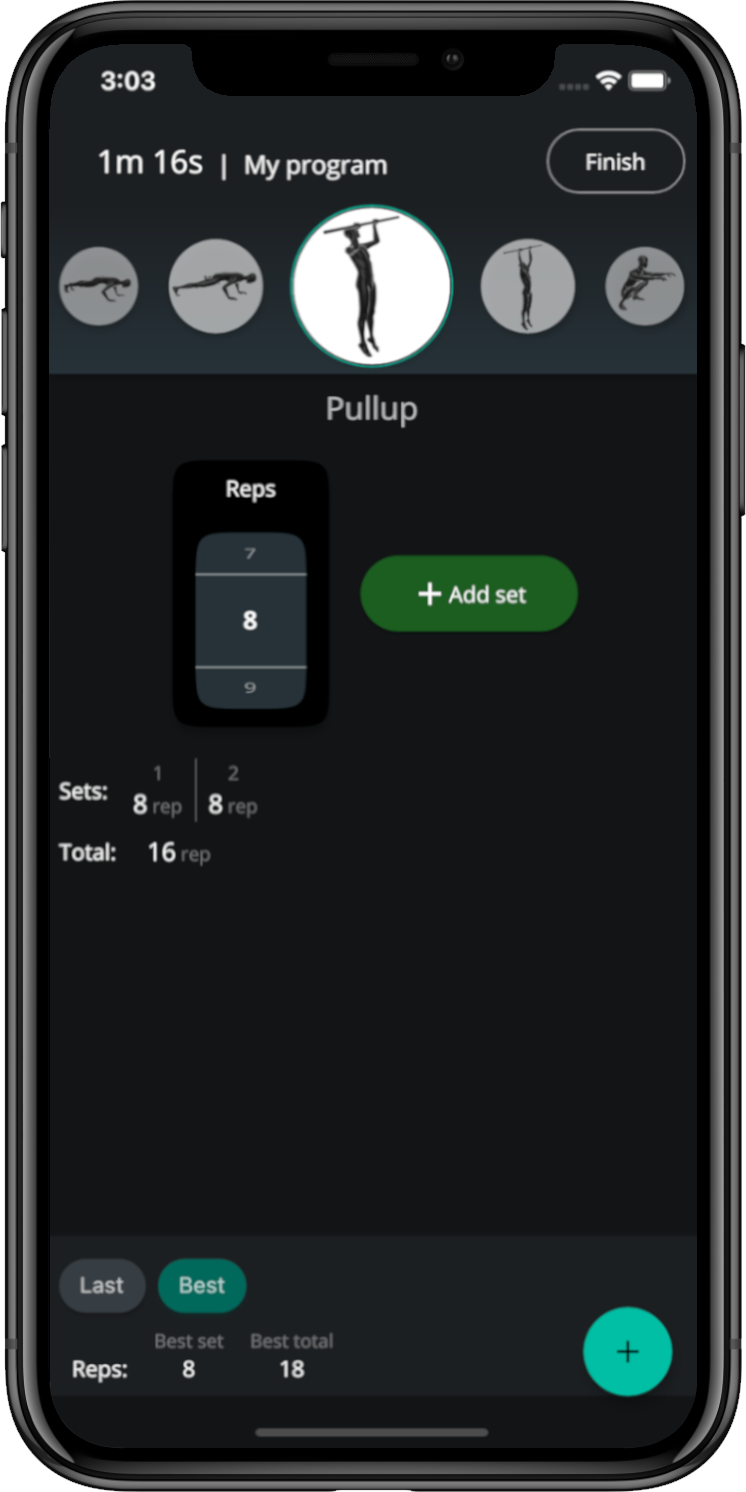 3:03
1m 16s | My program
Finish
Pullup
Reps
7
8
9
+ Add set
1 2
Sets: 8 rep 8 rep
Total: 16 rep
Last Best
Best set Best total
Reps: 8 18
+